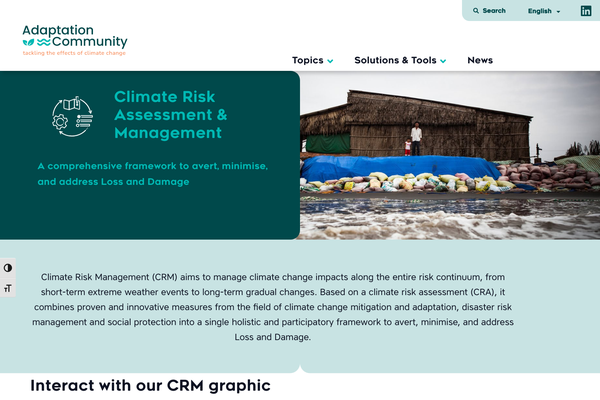 Search
English
Adaptation
Community
tackling the effects of climate change
Topics
Solutions & Tools
News
Climate Risk
Assessment &
Management
A comprehensive framework to avert, minimise,
and address Loss and Damage
Climate Risk Management (CRM) aims to manage climate change impacts along the entire risk continuum, from
short-term extreme weather events to long-term gradual changes. Based on a climate risk assessment (CRA), it
combines proven and innovative measures from the field of climate change mitigation and adaptation, disaster risk
management and social protection into a single holistic and participatory framework to avert, minimise, and address
Loss and Damage.
Interact with our CRM graphic